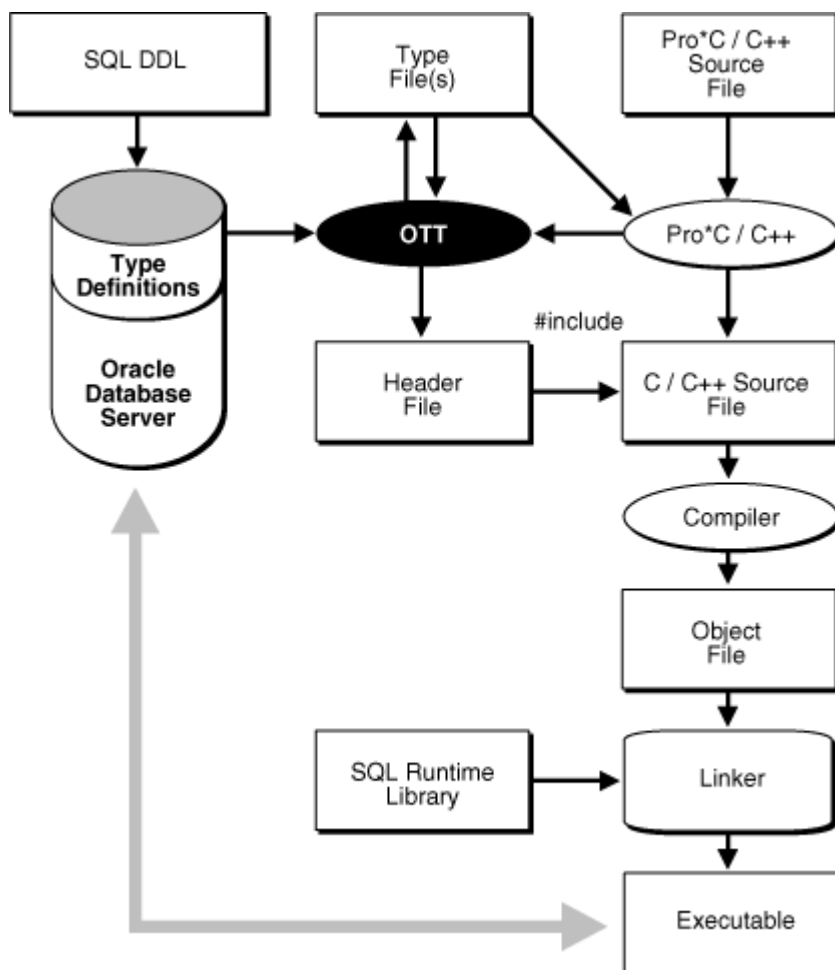 SQL DDL
Type
File(s)
Pro*C / C++
Source
File
Type
Definitions
Oracle
Database
Server
OTT
Pro*C / C++
#include
Header
File
C / C++ Source
File
Compiler
Object
File
SQL Runtime
Library
Linker
Executable